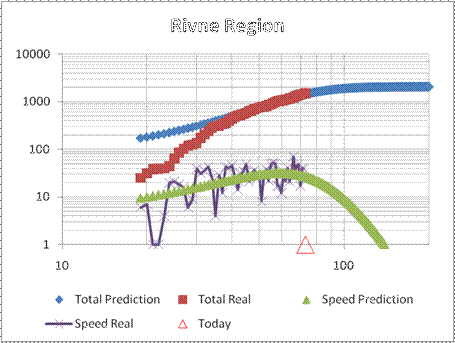 Rivne Region
10000
1000
100
10
1
10 100
Total Prediction Total Real Speed Prediction
Speed Real Today